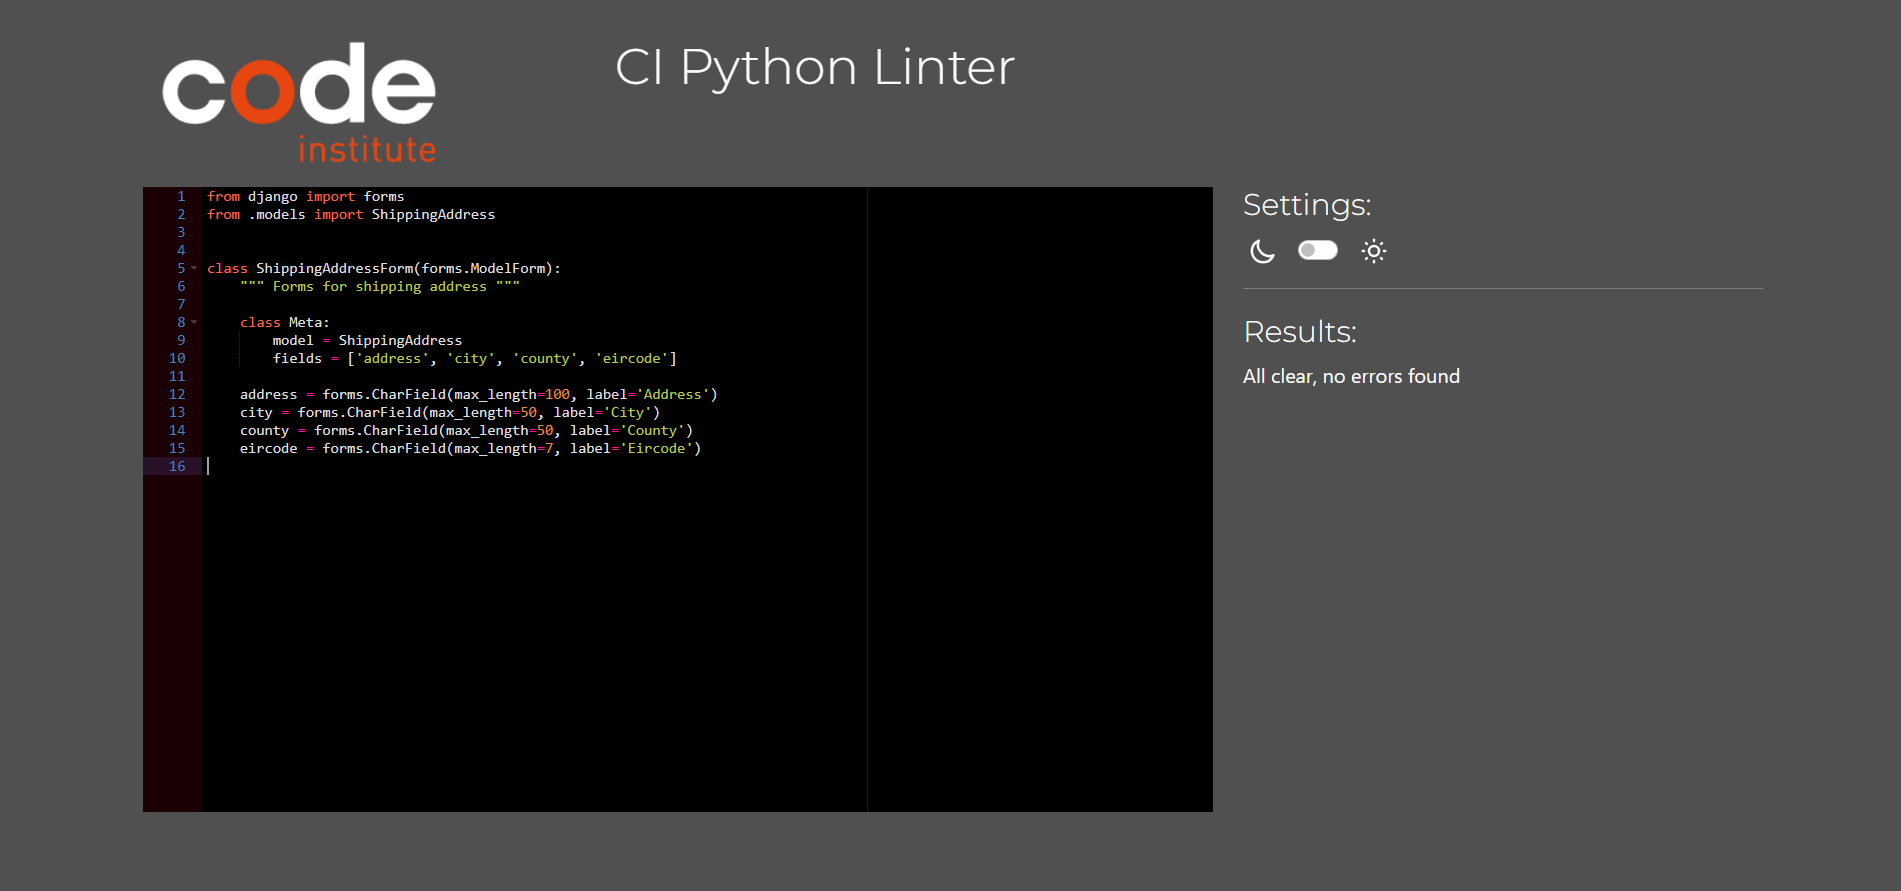 code
institute
CI Python Linter
1 from django import forms
2 from .models import ShippingAddress
3
4
5 class ShippingAddressForm(forms.ModelForm):
6     """ Forms for shipping address """
7
8     class Meta:
9         model = ShippingAddress
10         fields = ['address', 'city', 'county', 'eircode']
11
12     address = forms.CharField(max_length=100, label='Address')
13     city = forms.CharField(max_length=50, label='City')
14     county = forms.CharField(max_length=50, label='County')
15     eircode = forms.CharField(max_length=7, label='Eircode')
16
Settings:
Results:
All clear, no errors found